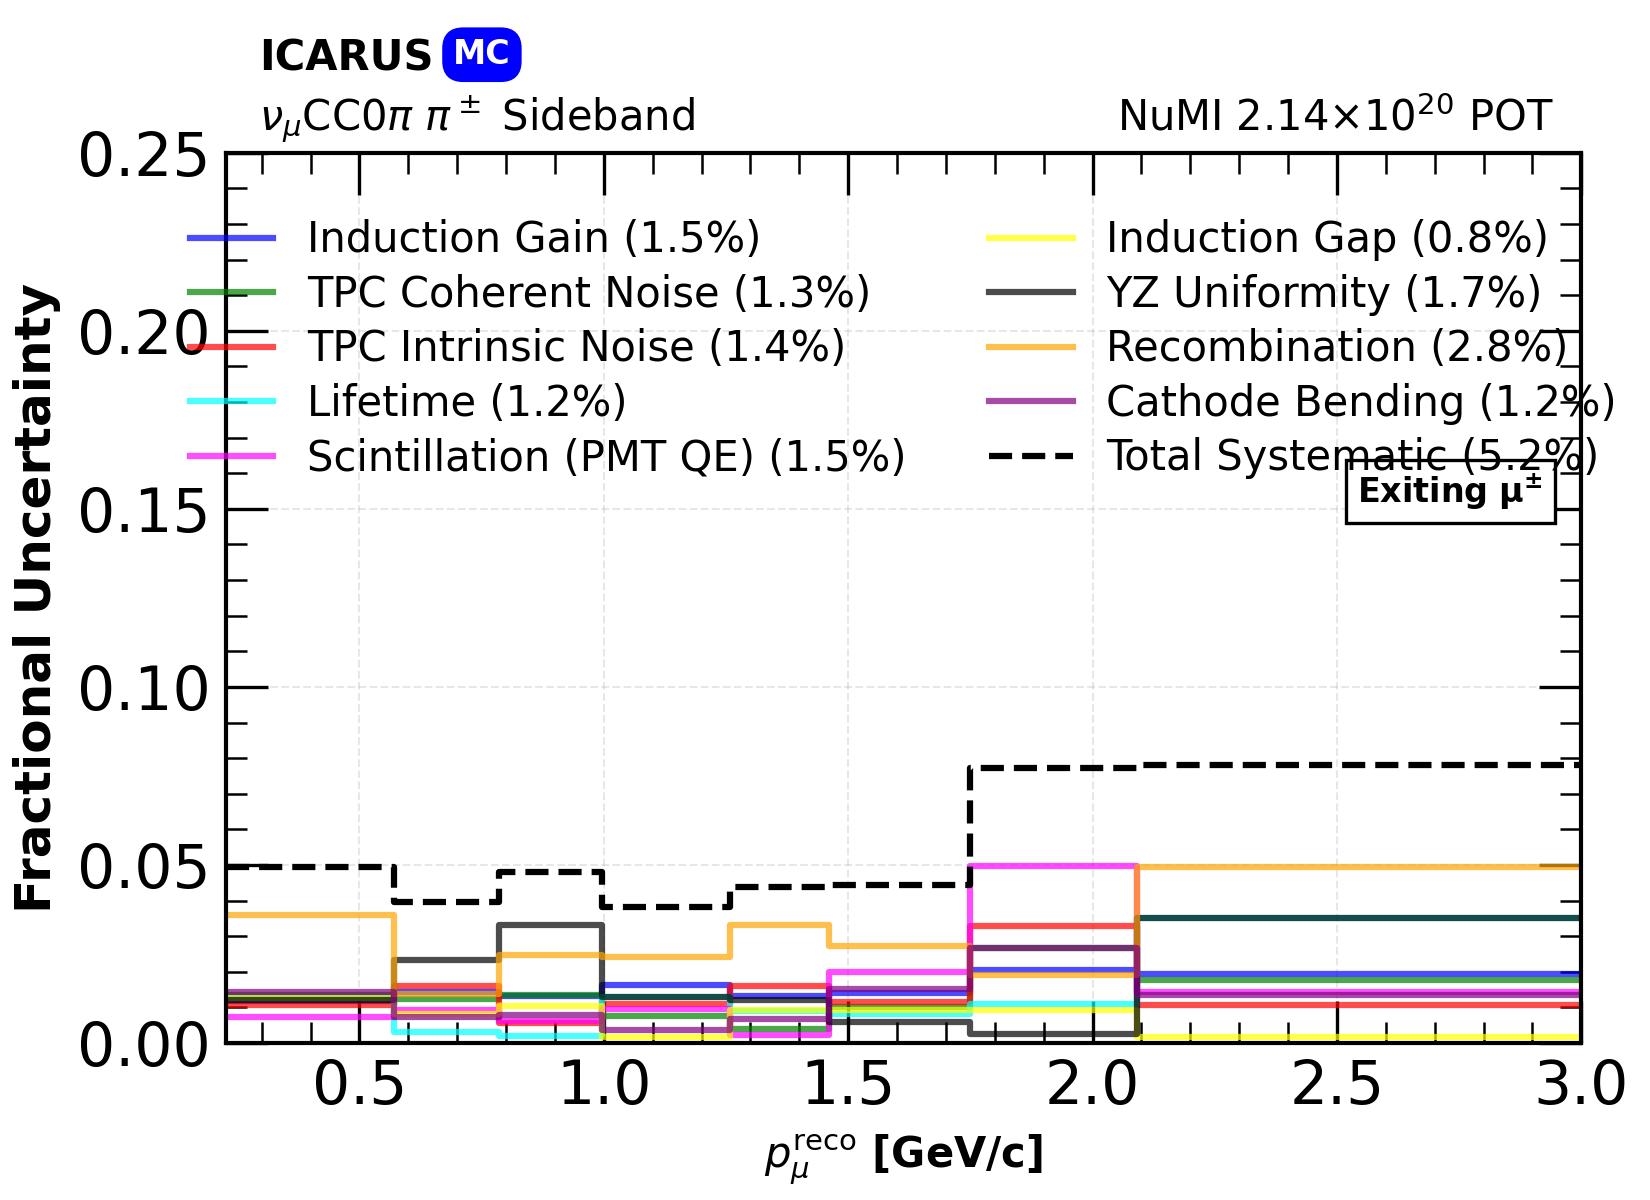 ICARUS MC
νμCC0π π± Sideband
NuMI 2.14×10²⁰ POT
Fractional Uncertainty
0.25
0.20
0.15
0.10
0.05
0.00
Induction Gain (1.5%)
TPC Coherent Noise (1.3%)
TPC Intrinsic Noise (1.4%)
Lifetime (1.2%)
Scintillation (PMT QE) (1.5%)
Induction Gap (0.8%)
YZ Uniformity (1.7%)
Recombination (2.8%)
Cathode Bending (1.2%)
Total Systematic (5.2%)
Exiting μ±
0.5 1.0 1.5 2.0 2.5 3.0
pμ^reco [GeV/c]